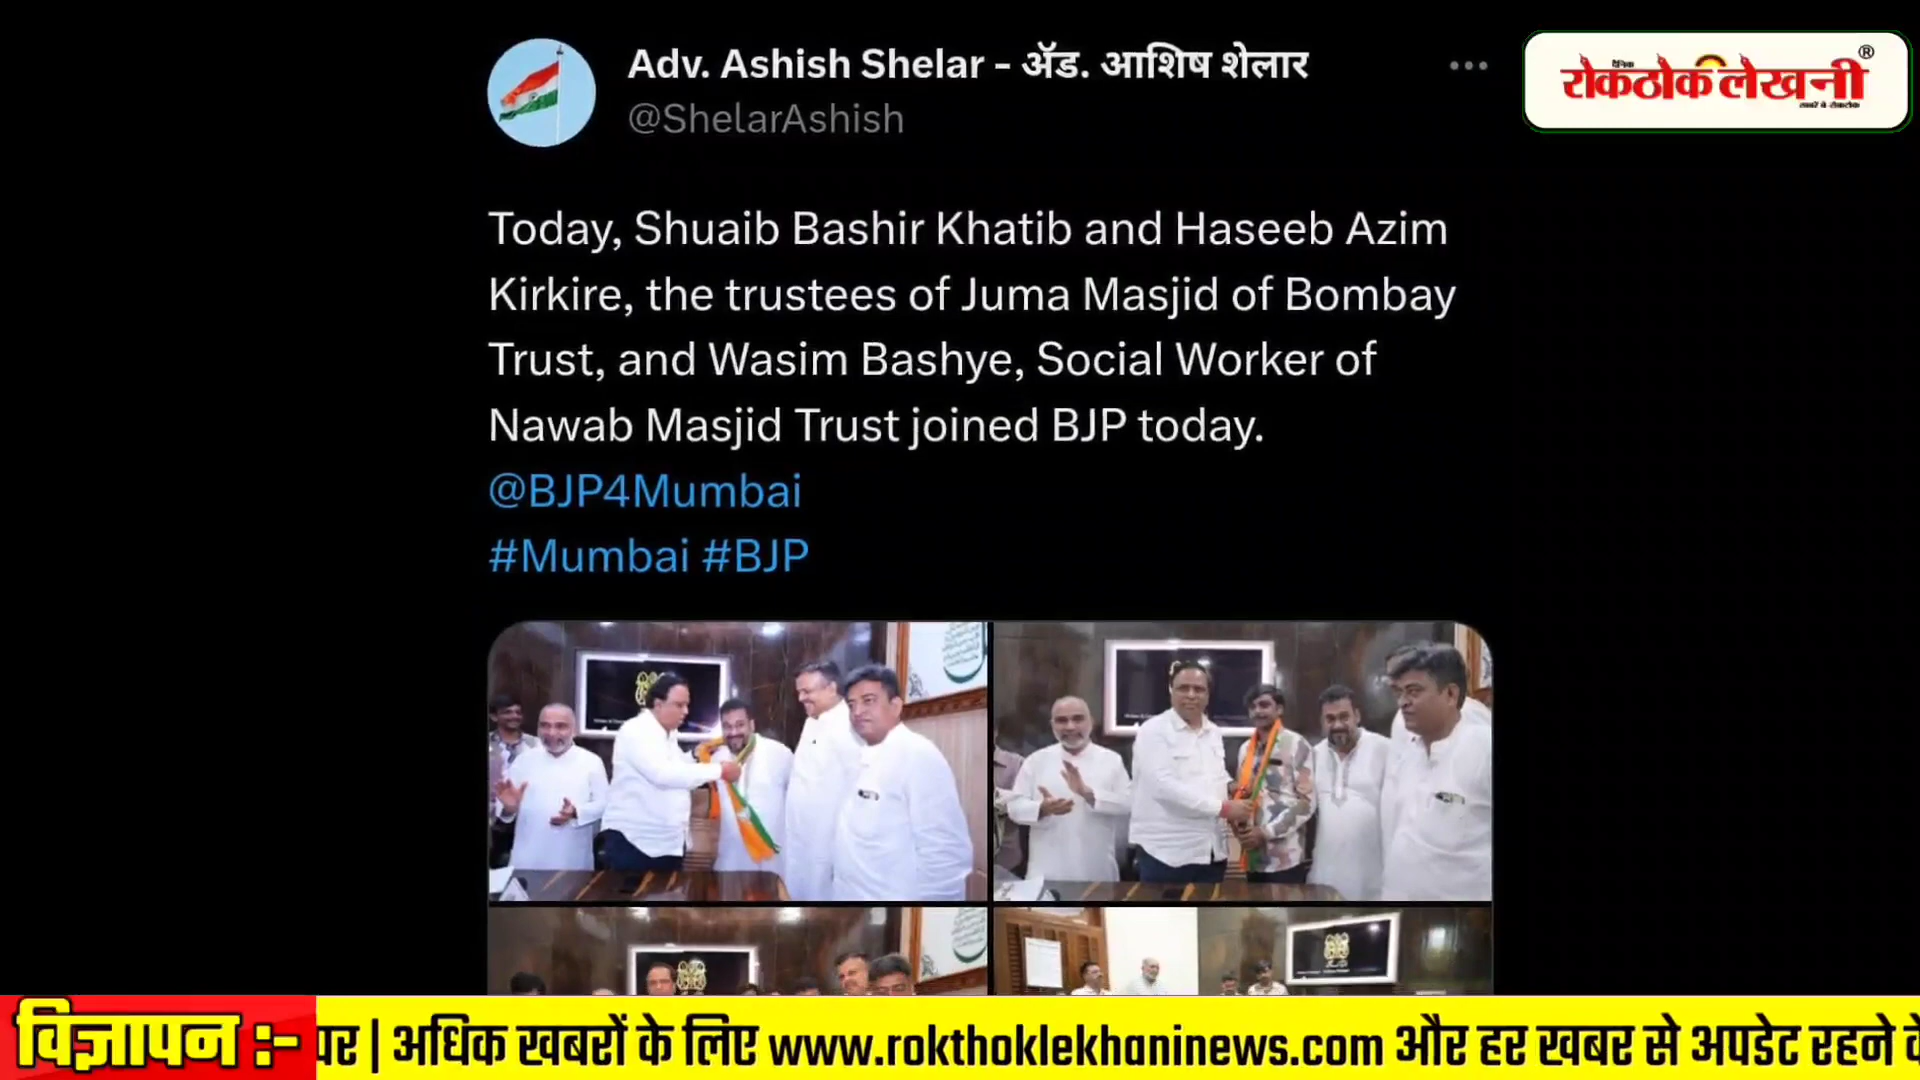 Adv. Ashish Shelar - ॲड. आशिष शेलार
@ShelarAshish
दैनिक
रोकठोक लेखनी®
Today, Shuaib Bashir Khatib and Haseeb Azim
Kirkire, the trustees of Juma Masjid of Bombay
Trust, and Wasim Bashye, Social Worker of
Nawab Masjid Trust joined BJP today.
@BJP4Mumbai
#Mumbai #BJP
विज्ञापन :- पर | अधिक खबरों के लिए www.rokthoklekhaninews.com और हर खबर से अपडेट रहने के